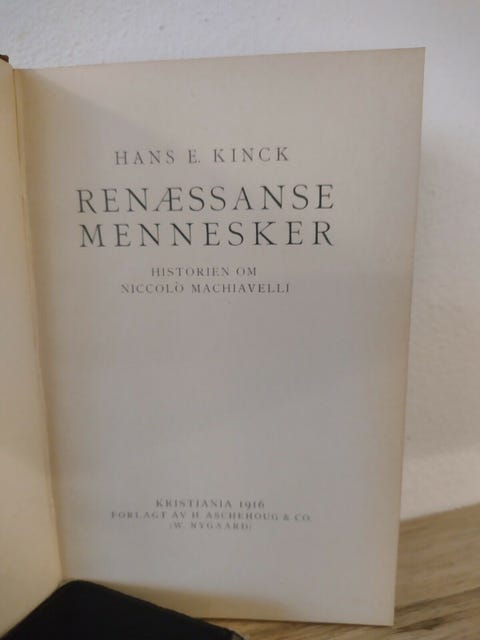 HANS E. KINCK
RENÆSSANSE
MENNESKER
HISTORIEN OM
NICCOLÒ MACHIAVELLI
KRISTIANIA 1916
FORLAGT AV H. ASCHEHOUG & CO.
(W. NYGAARD)